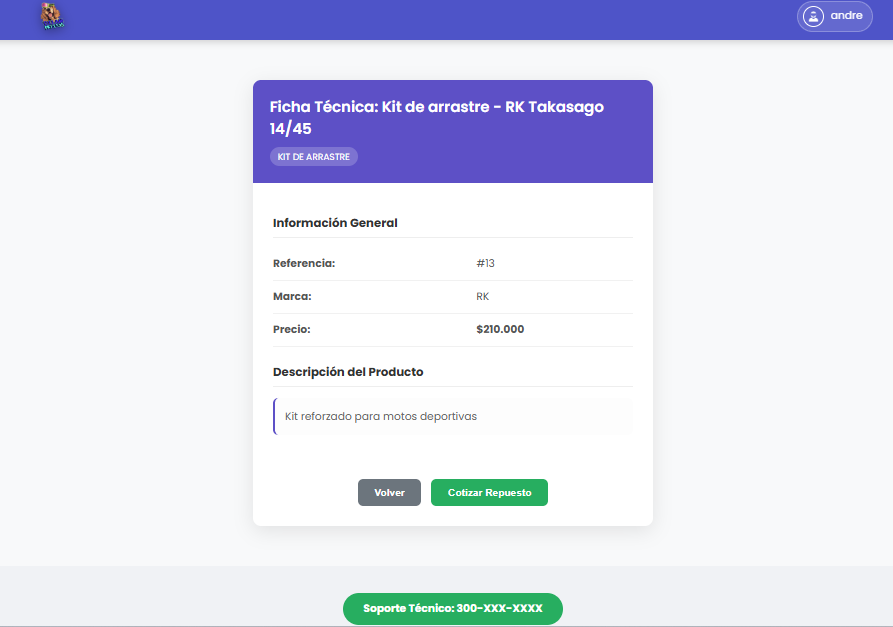 andre
Ficha Técnica: Kit de arrastre - RK Takasago
14/45
KIT DE ARRASTRE
Información General
Referencia: #13
Marca: RK
Precio: $210.000
Descripción del Producto
Kit reforzado para motos deportivas
Volver Cotizar Repuesto
Soporte Técnico: 300-XXX-XXXX